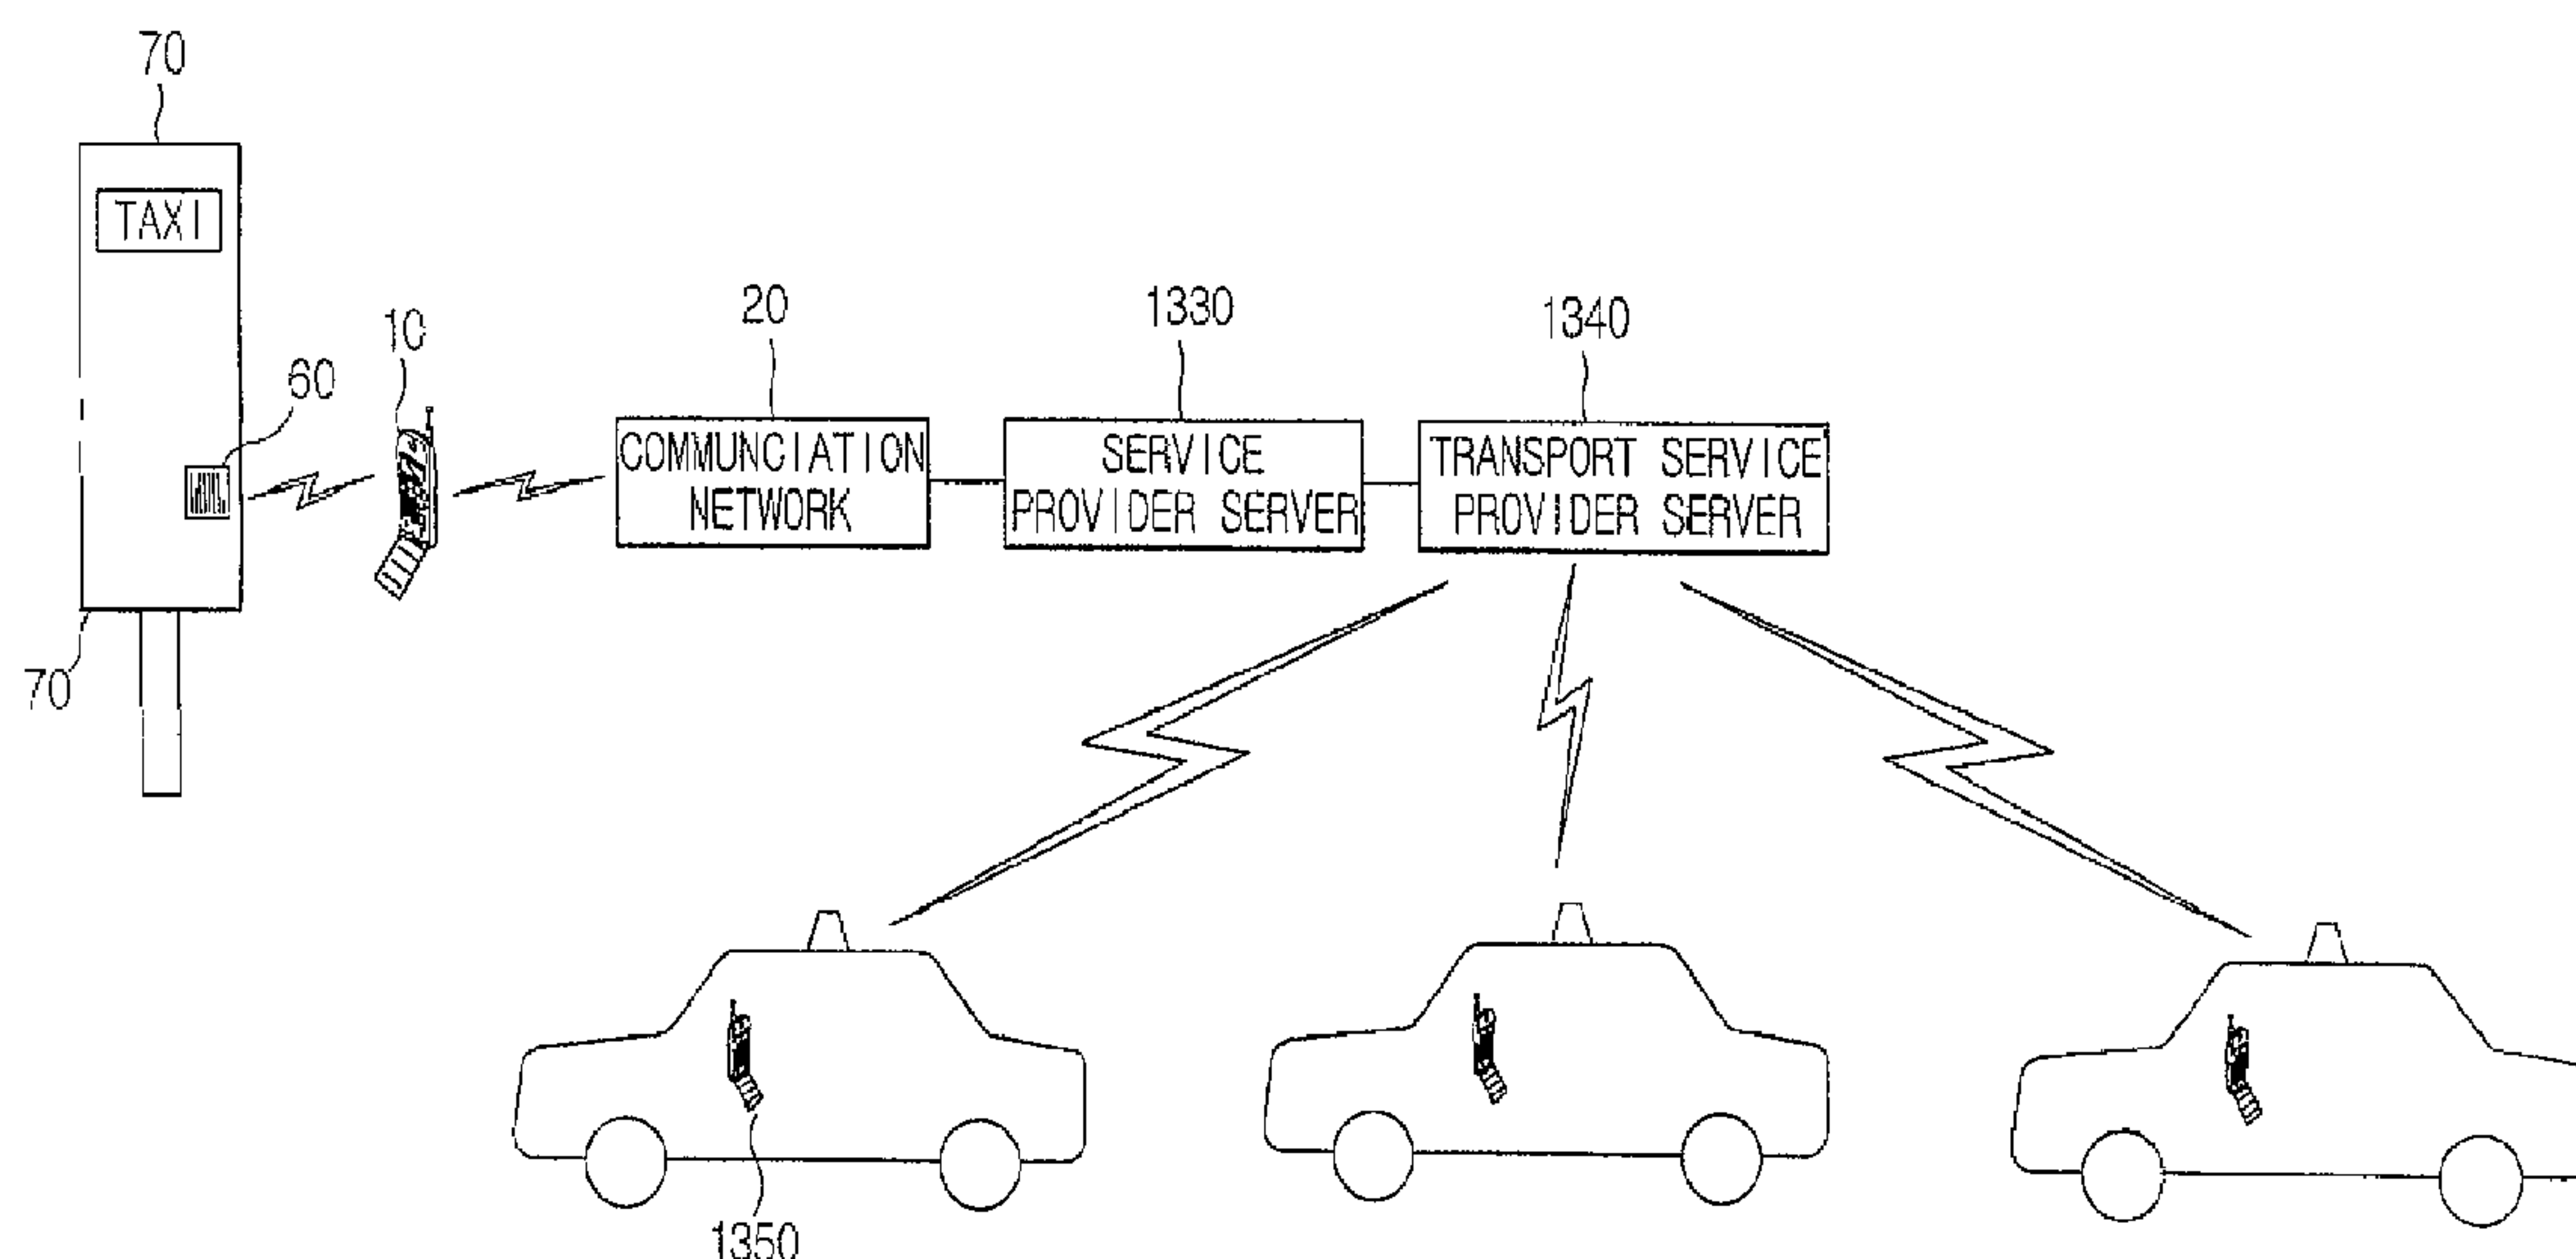 70
TAXI
60
10
20
COMMUNCIATION
NETWORK
1330
SERVICE
PROVIDER SERVER
1340
TRANSPORT SERVICE
PROVIDER SERVER
70
1350